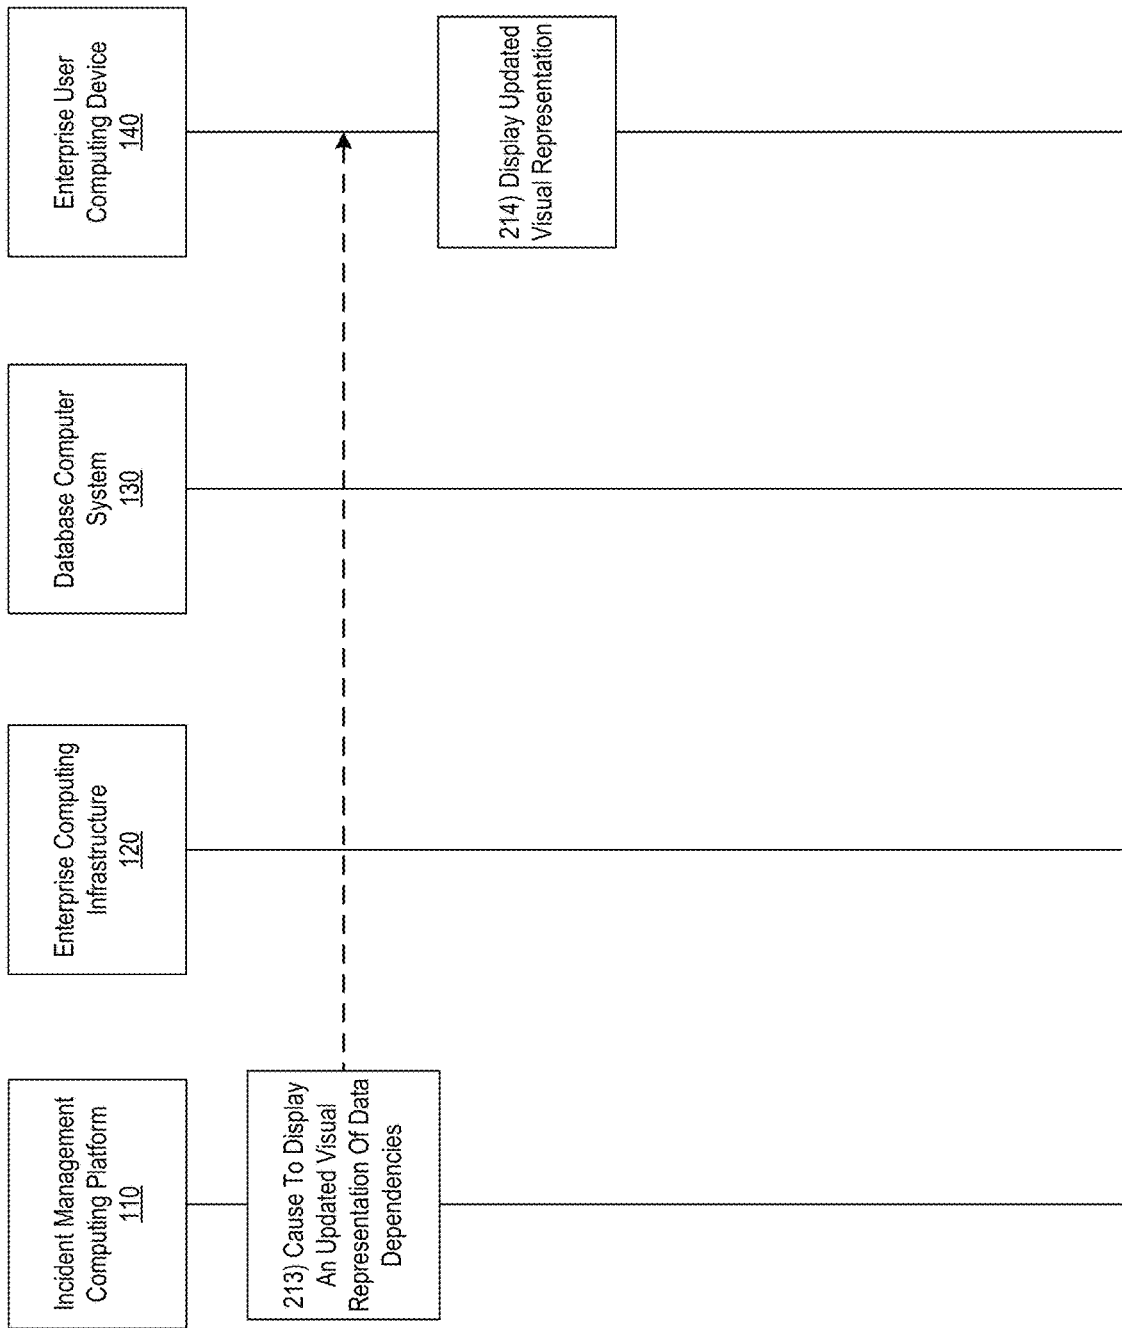 Incident Management
Computing Platform
110
Enterprise Computing
Infrastructure
120
Database Computer
System
130
Enterprise User
Computing Device
140
213) Cause To Display
An Updated Visual
Representation Of Data
Dependencies
214) Display Updated
Visual Representation